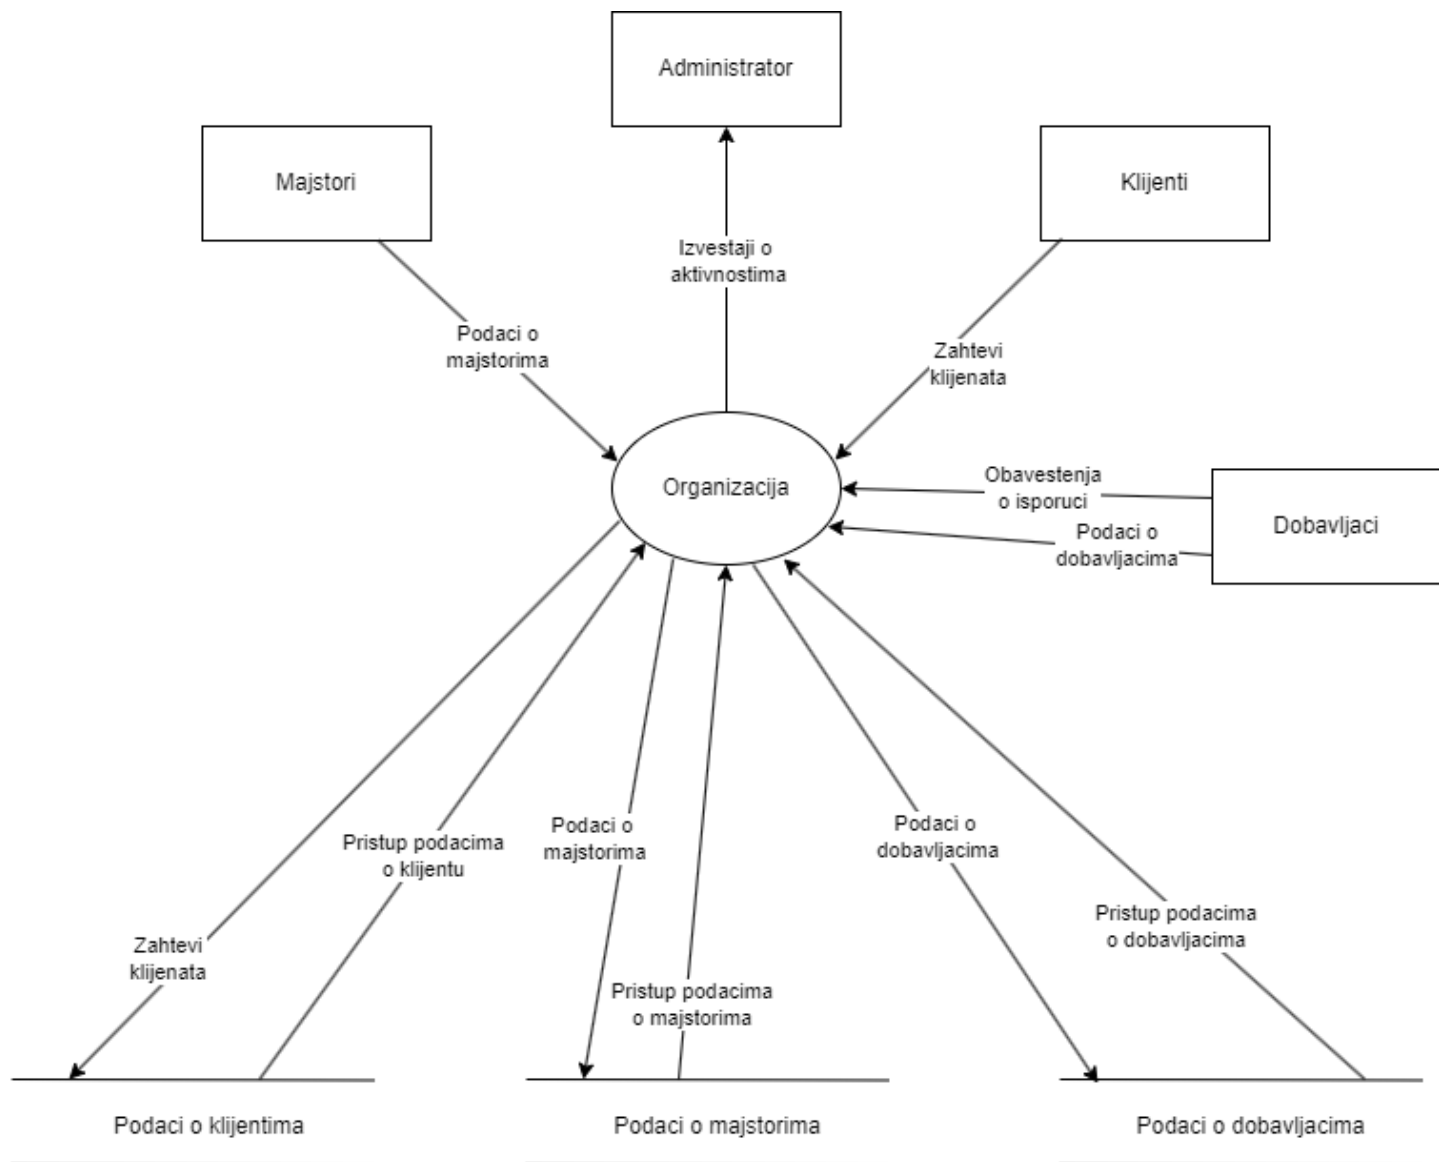 Administrator
Majstori
Klijenti
Izvestaji o
aktivnostima
Podaci o
majstorima
Zahtevi
klijenata
Organizacija
Obavestenja
o isporuci
Dobavljaci
Podaci o
dobavljacima
Podaci o
majstorima
Podaci o
dobavljacima
Pristup podacima
o klijentu
Pristup podacima
o dobavljacima
Zahtevi
klijenata
Pristup podacima
o majstorima
Podaci o klijentima
Podaci o majstorima
Podaci o dobavljacima